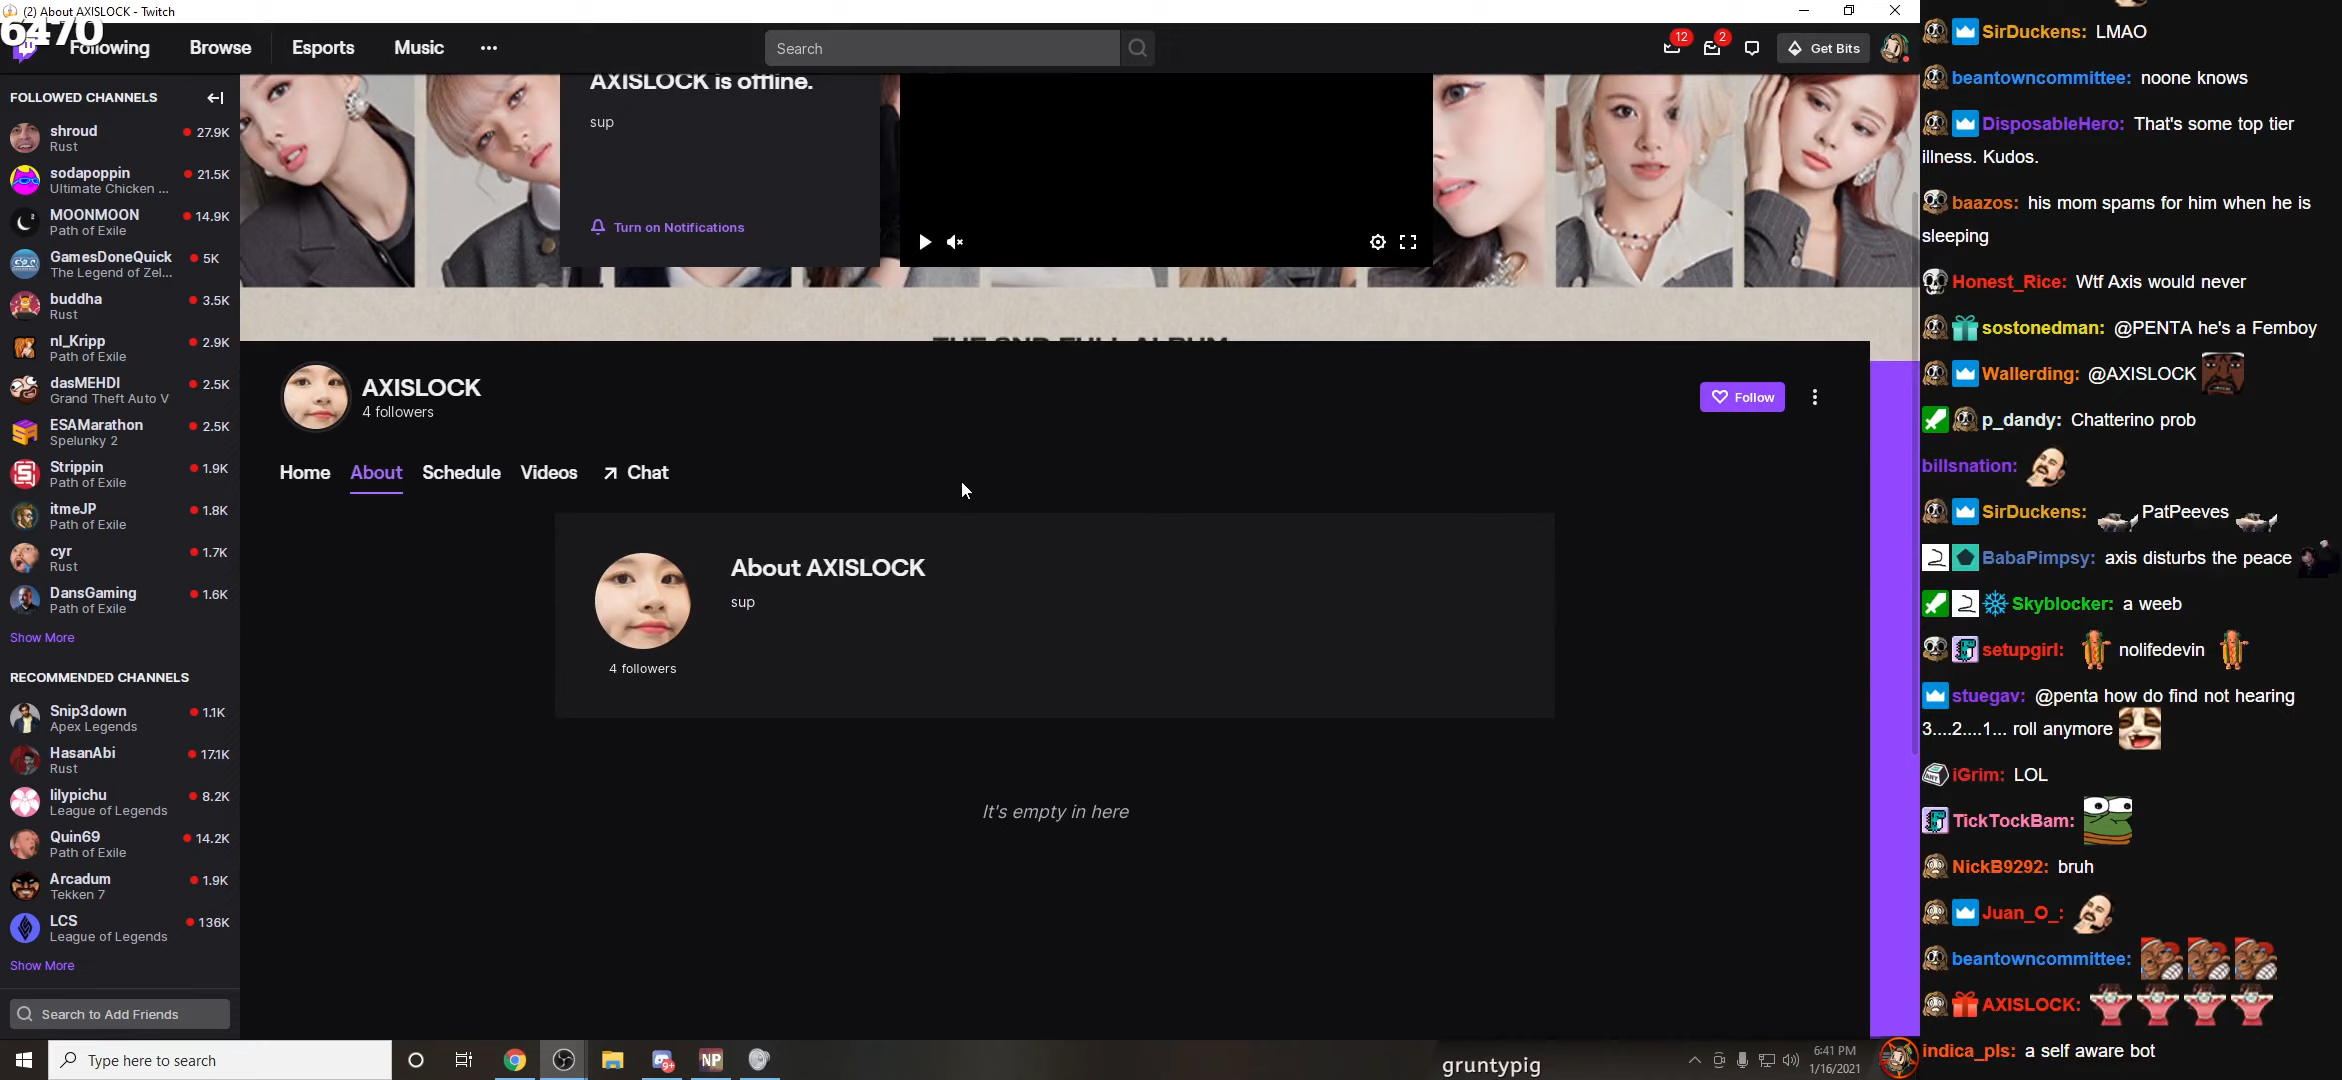 (2) About AXISLOCK - Twitch
6470
Following
Browse
Esports
Music
Search
12
2
Get Bits
FOLLOWED CHANNELS
shroud
Rust
27.9K
sodapoppin
Ultimate Chicken ...
21.5K
MOONMOON
Path of Exile
14.9K
GamesDoneQuick
The Legend of Zel...
5K
buddha
Rust
3.5K
nl_Kripp
Path of Exile
2.9K
dasMEHDI
Grand Theft Auto V
2.5K
ESAMarathon
Spelunky 2
2.5K
Strippin
Path of Exile
1.9K
itmeJP
Path of Exile
1.8K
cyr
Rust
1.7K
DansGaming
Path of Exile
1.6K
Show More
RECOMMENDED CHANNELS
Snip3down
Apex Legends
1.1K
HasanAbi
Rust
17.1K
lilypichu
League of Legends
8.2K
Quin69
Path of Exile
14.2K
Arcadum
Tekken 7
1.9K
LCS
League of Legends
136K
Show More
Search to Add Friends
AXISLOCK is offline.
sup
Turn on Notifications
THE 2ND FULL ALBUM
AXISLOCK
4 followers
Follow
Home
About
Schedule
Videos
Chat
About AXISLOCK
sup
4 followers
It's empty in here
SirDuckens: LMAO
beantowncommittee: noone knows
DisposableHero: That's some top tier
illness. Kudos.
baazos: his mom spams for him when he is
sleeping
Honest_Rice: Wtf Axis would never
sostonedman: @PENTA he's a Femboy
Wallerding: @AXISLOCK
p_dandy: Chatterino prob
billsnation:
SirDuckens: PatPeeves
BabaPimpsy: axis disturbs the peace
Skyblocker: a weeb
setupgirl: nolifedevin
stuegav: @penta how do find not hearing
3....2....1... roll anymore
iGrim: LOL
TickTockBam:
NickB9292: bruh
Juan_O_:
beantowncommittee:
AXISLOCK:
indica_pls: a self aware bot
Type here to search
9+
NP
gruntypig
6:41 PM
1/16/2021